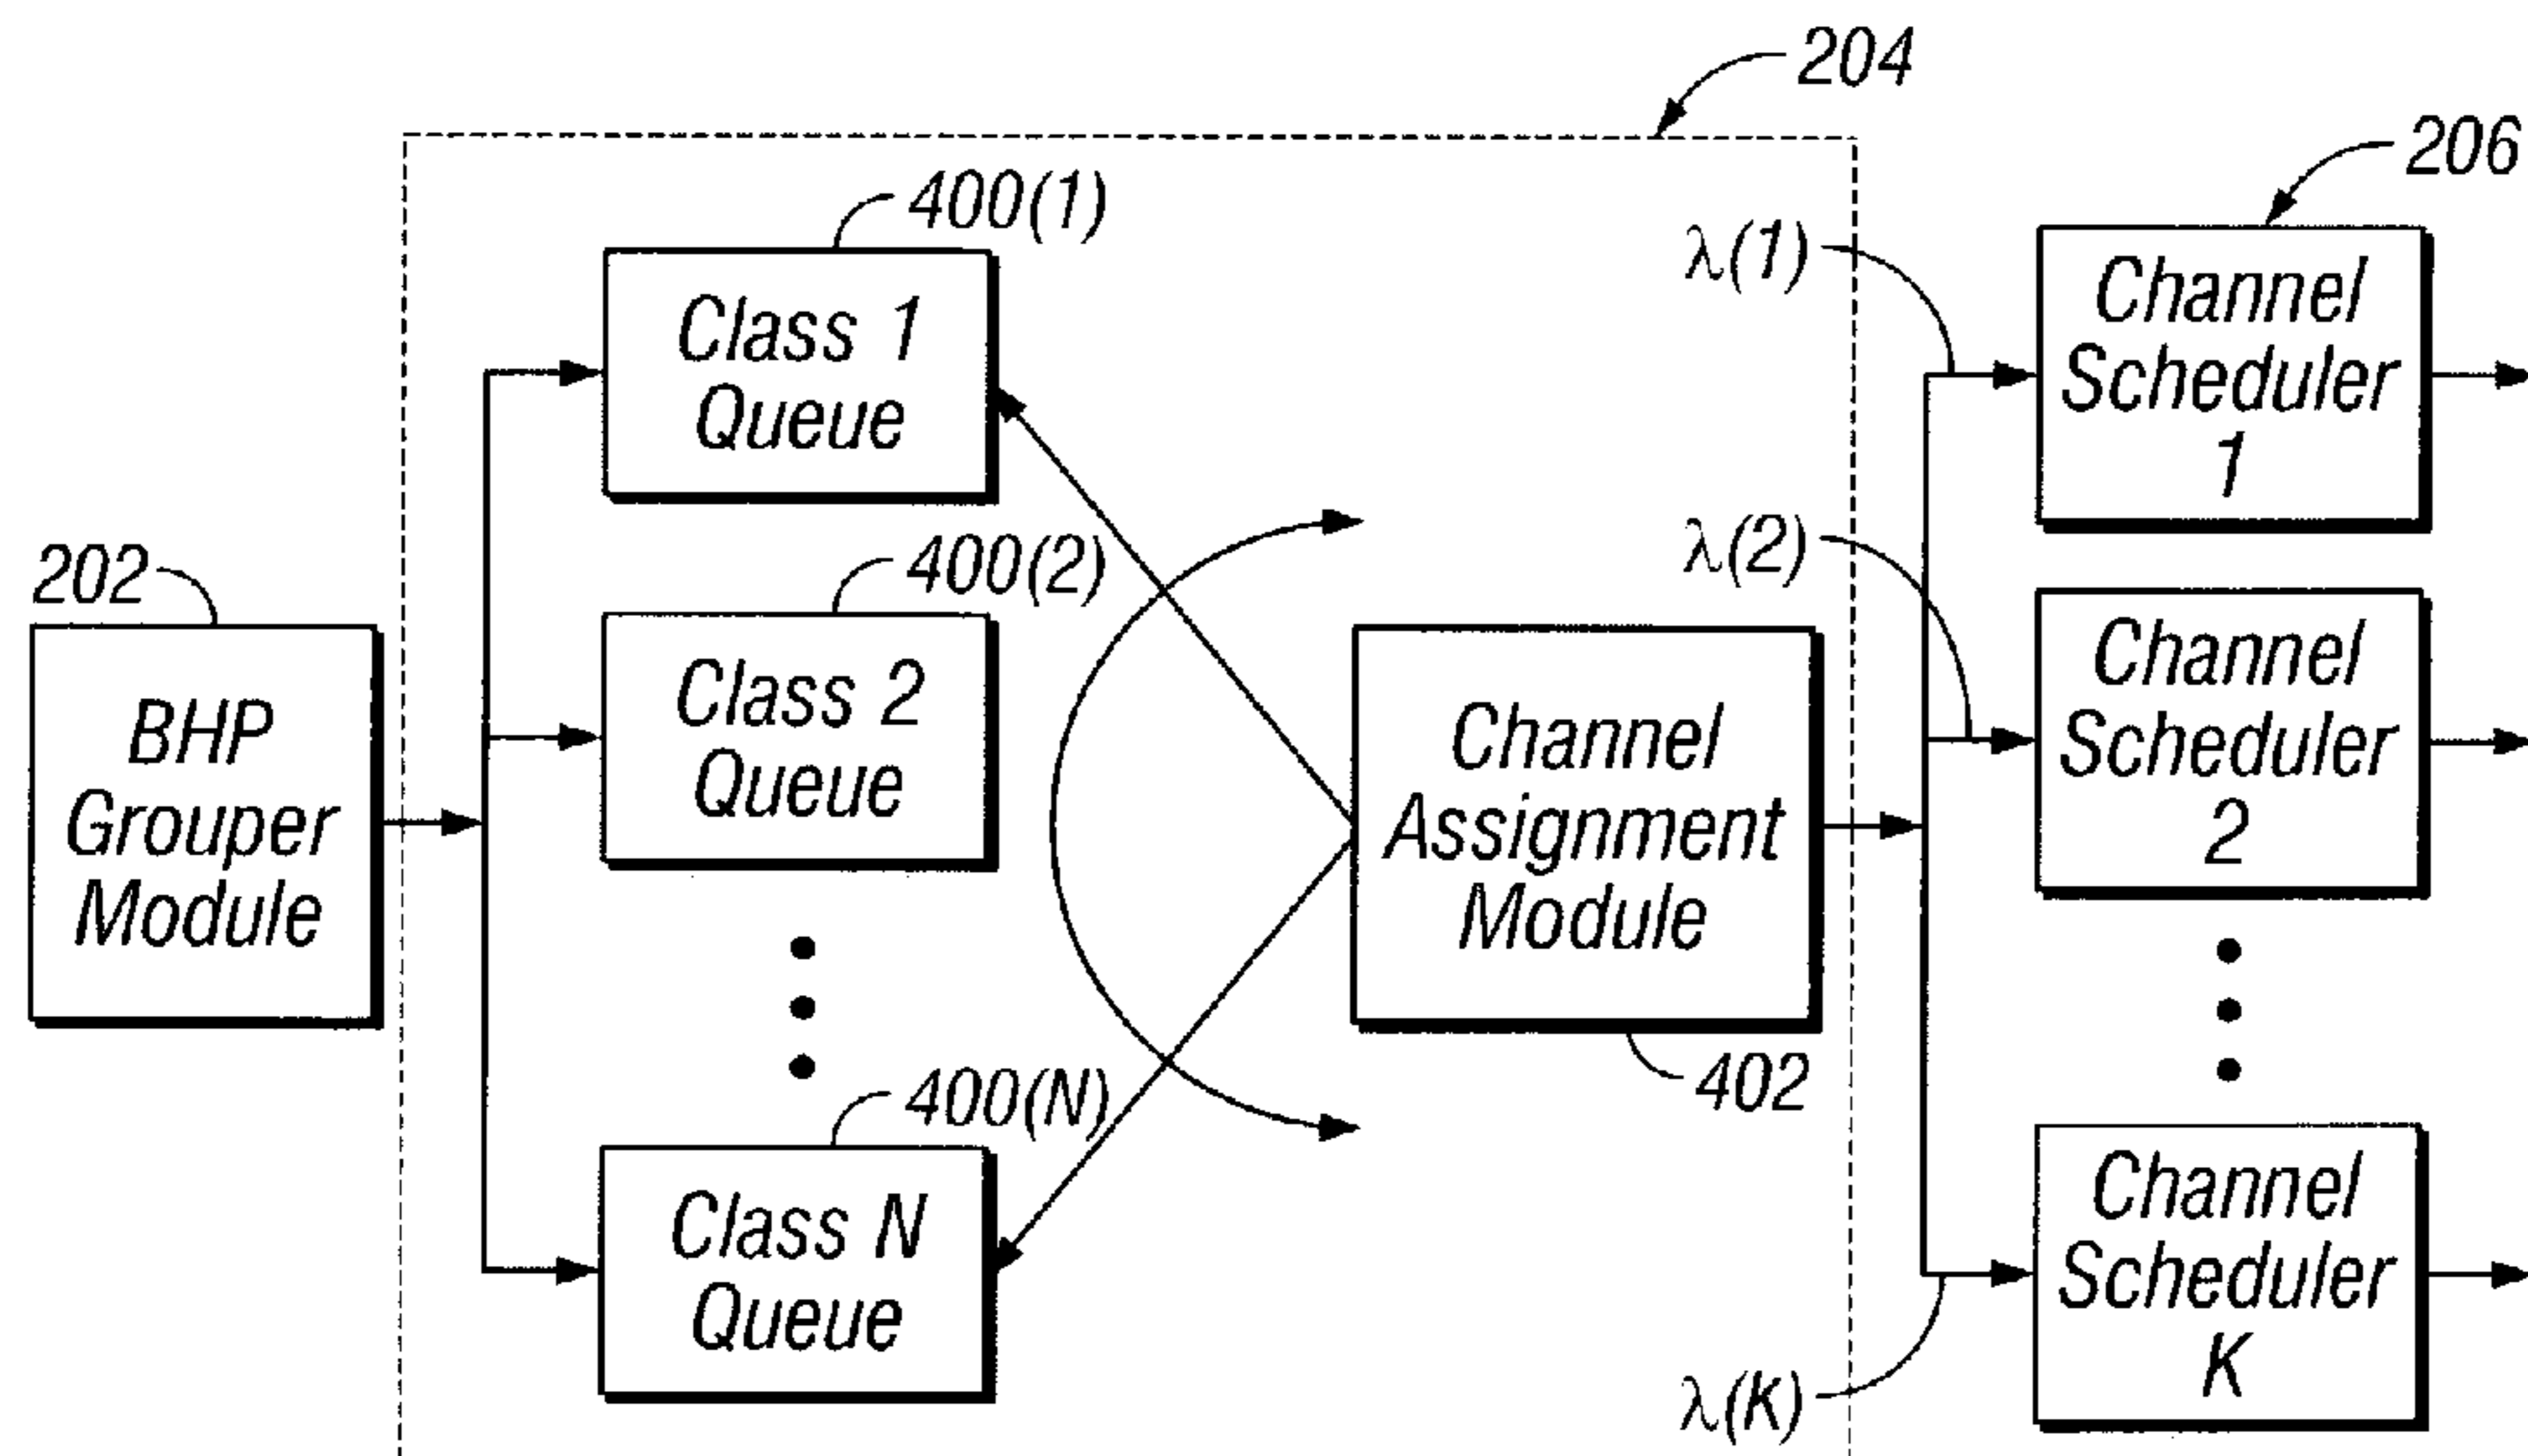 204
206
400(1)
λ(1)
Class 1
Queue
Channel
Scheduler
1
202
400(2)
λ(2)
BHP
Grouper
Module
Class 2
Queue
Channel
Assignment
Module
402
Channel
Scheduler
2
400(N)
Class N
Queue
λ(K)
Channel
Scheduler
K